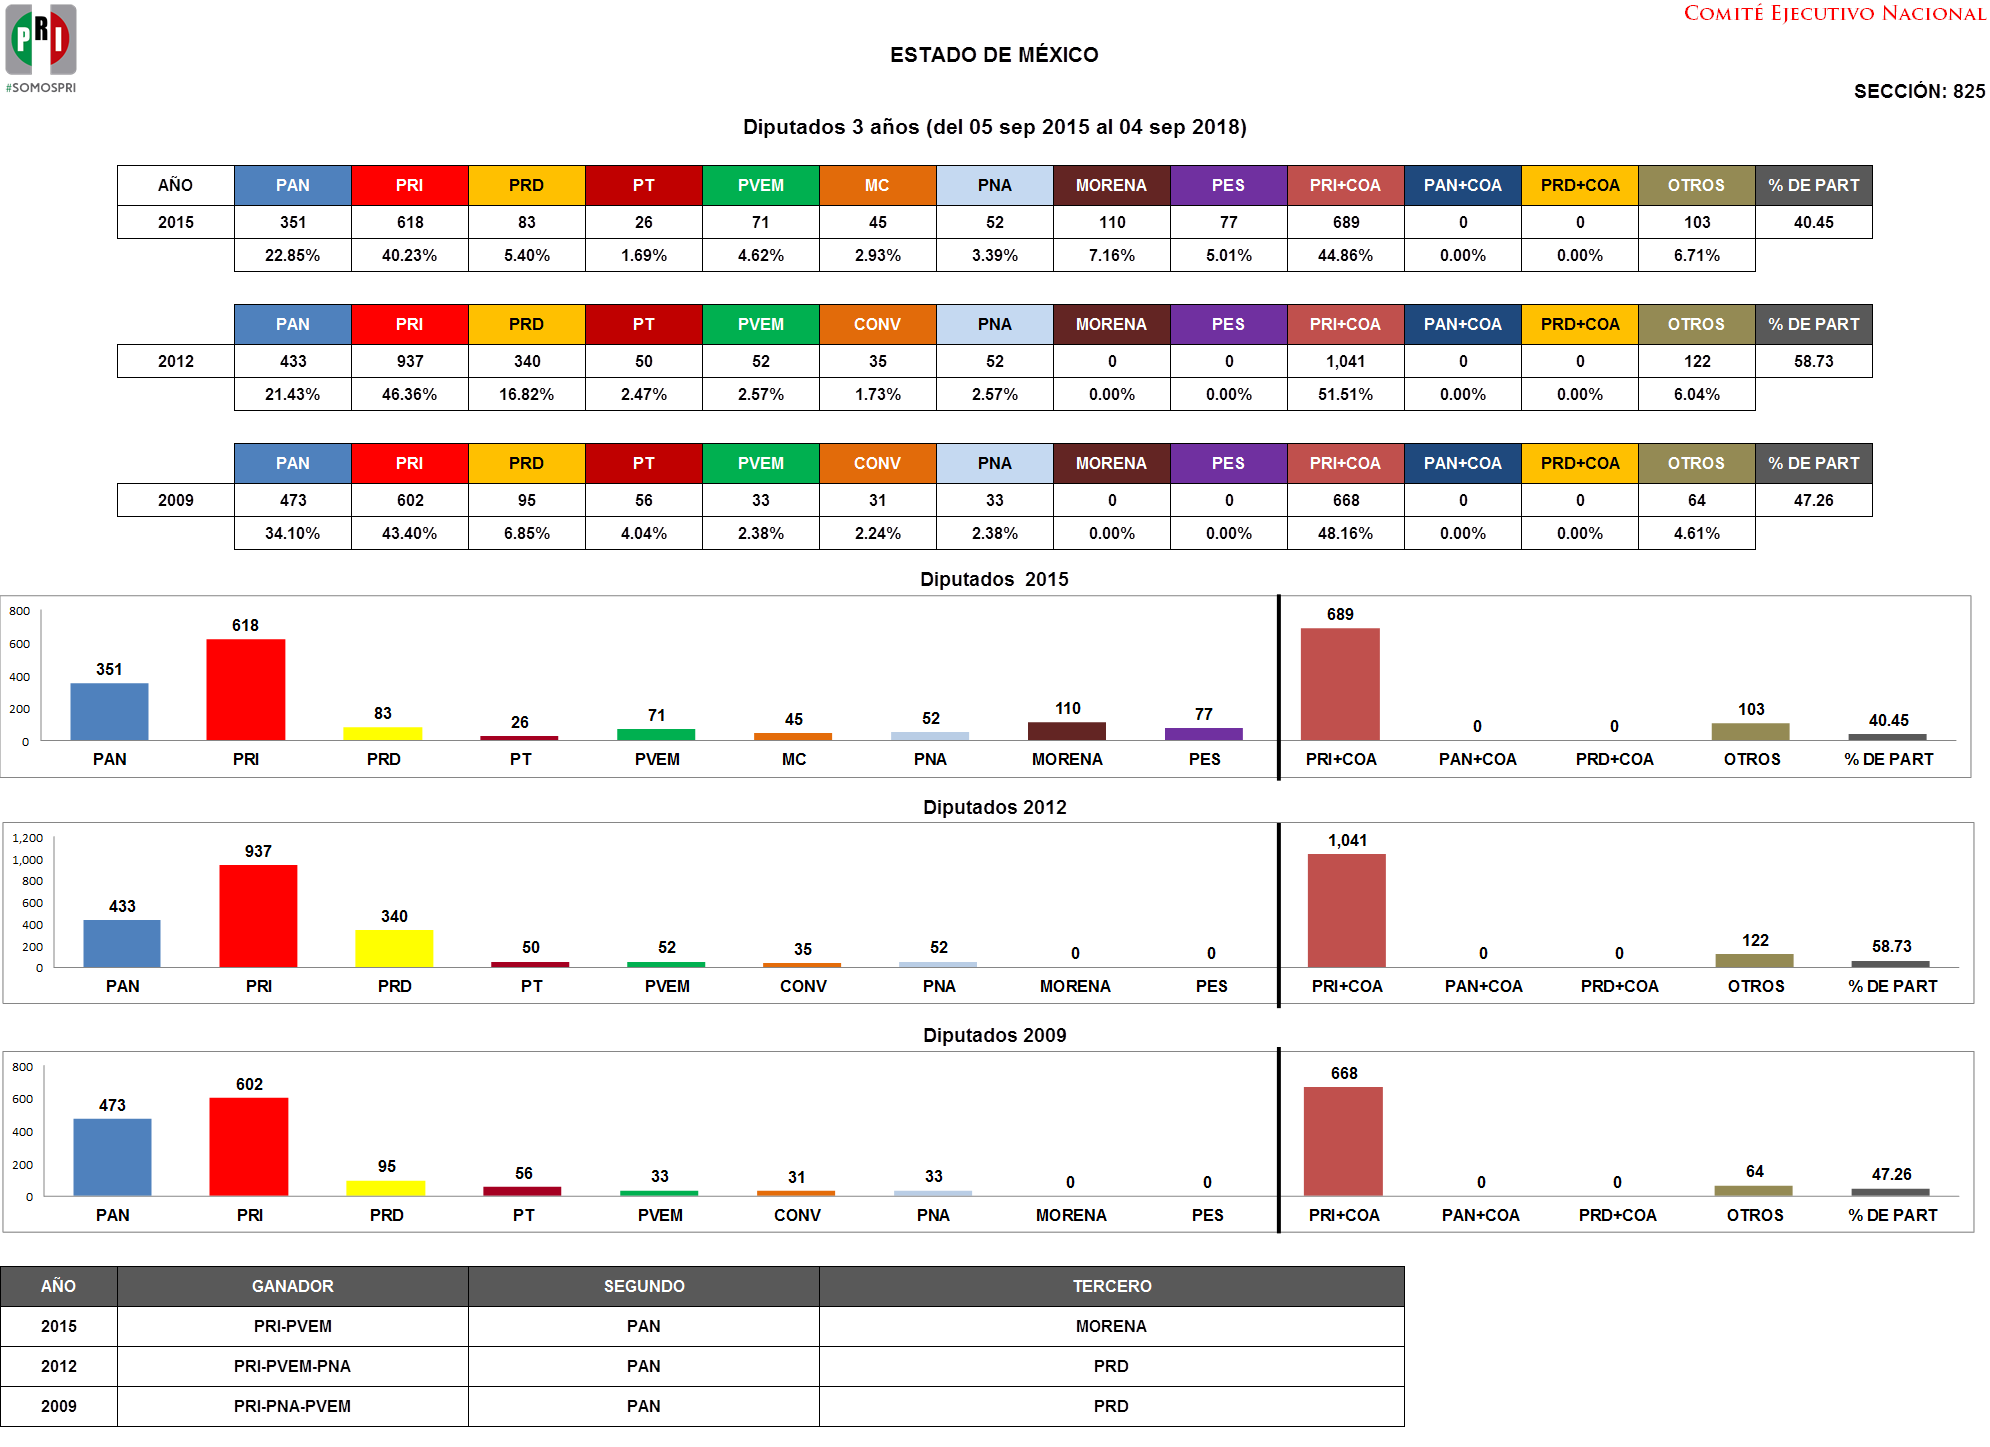 PRI
#SOMOSPRI
COMITÉ EJECUTIVO NACIONAL
ESTADO DE MÉXICO
SECCIÓN: 825
Diputados 3 años (del 05 sep 2015 al 04 sep 2018)
AÑO PAN PRI PRD PT PVEM MC PNA MORENA PES PRI+COA PAN+COA PRD+COA OTROS % DE PART
2015 351 618 83 26 71 45 52 110 77 689 0 0 103 40.45
22.85% 40.23% 5.40% 1.69% 4.62% 2.93% 3.39% 7.16% 5.01% 44.86% 0.00% 0.00% 6.71%
PAN PRI PRD PT PVEM CONV PNA MORENA PES PRI+COA PAN+COA PRD+COA OTROS % DE PART
2012 433 937 340 50 52 35 52 0 0 1,041 0 0 122 58.73
21.43% 46.36% 16.82% 2.47% 2.57% 1.73% 2.57% 0.00% 0.00% 51.51% 0.00% 0.00% 6.04%
PAN PRI PRD PT PVEM CONV PNA MORENA PES PRI+COA PAN+COA PRD+COA OTROS % DE PART
2009 473 602 95 56 33 31 33 0 0 668 0 0 64 47.26
34.10% 43.40% 6.85% 4.04% 2.38% 2.24% 2.38% 0.00% 0.00% 48.16% 0.00% 0.00% 4.61%
Diputados 2015
800
600
400
200
0
351 618 83 26 71 45 52 110 77 689 0 0 103 40.45
PAN PRI PRD PT PVEM MC PNA MORENA PES PRI+COA PAN+COA PRD+COA OTROS % DE PART
Diputados 2012
1,200
1,000
800
600
400
200
0
433 937 340 50 52 35 52 0 0 1,041 0 0 122 58.73
PAN PRI PRD PT PVEM CONV PNA MORENA PES PRI+COA PAN+COA PRD+COA OTROS % DE PART
Diputados 2009
800
600
400
200
0
473 602 95 56 33 31 33 0 0 668 0 0 64 47.26
PAN PRI PRD PT PVEM CONV PNA MORENA PES PRI+COA PAN+COA PRD+COA OTROS % DE PART
AÑO GANADOR SEGUNDO TERCERO
2015 PRI-PVEM PAN MORENA
2012 PRI-PVEM-PNA PAN PRD
2009 PRI-PNA-PVEM PAN PRD